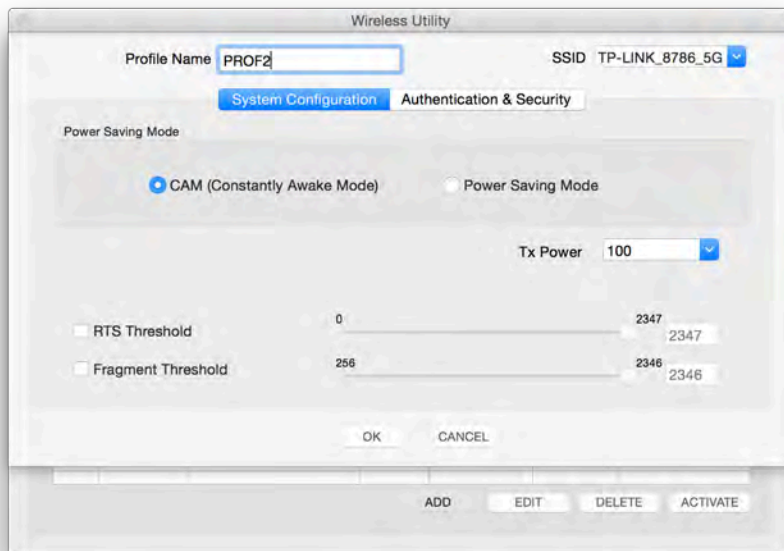 Wireless Utility
Profile Name PROF2 SSID TP-LINK_8786_5G
System Configuration Authentication & Security
Power Saving Mode
CAM (Constantly Awake Mode) Power Saving Mode
Tx Power 100
RTS Threshold 0 2347 2347
Fragment Threshold 256 2346 2346
OK CANCEL
ADD EDIT DELETE ACTIVATE